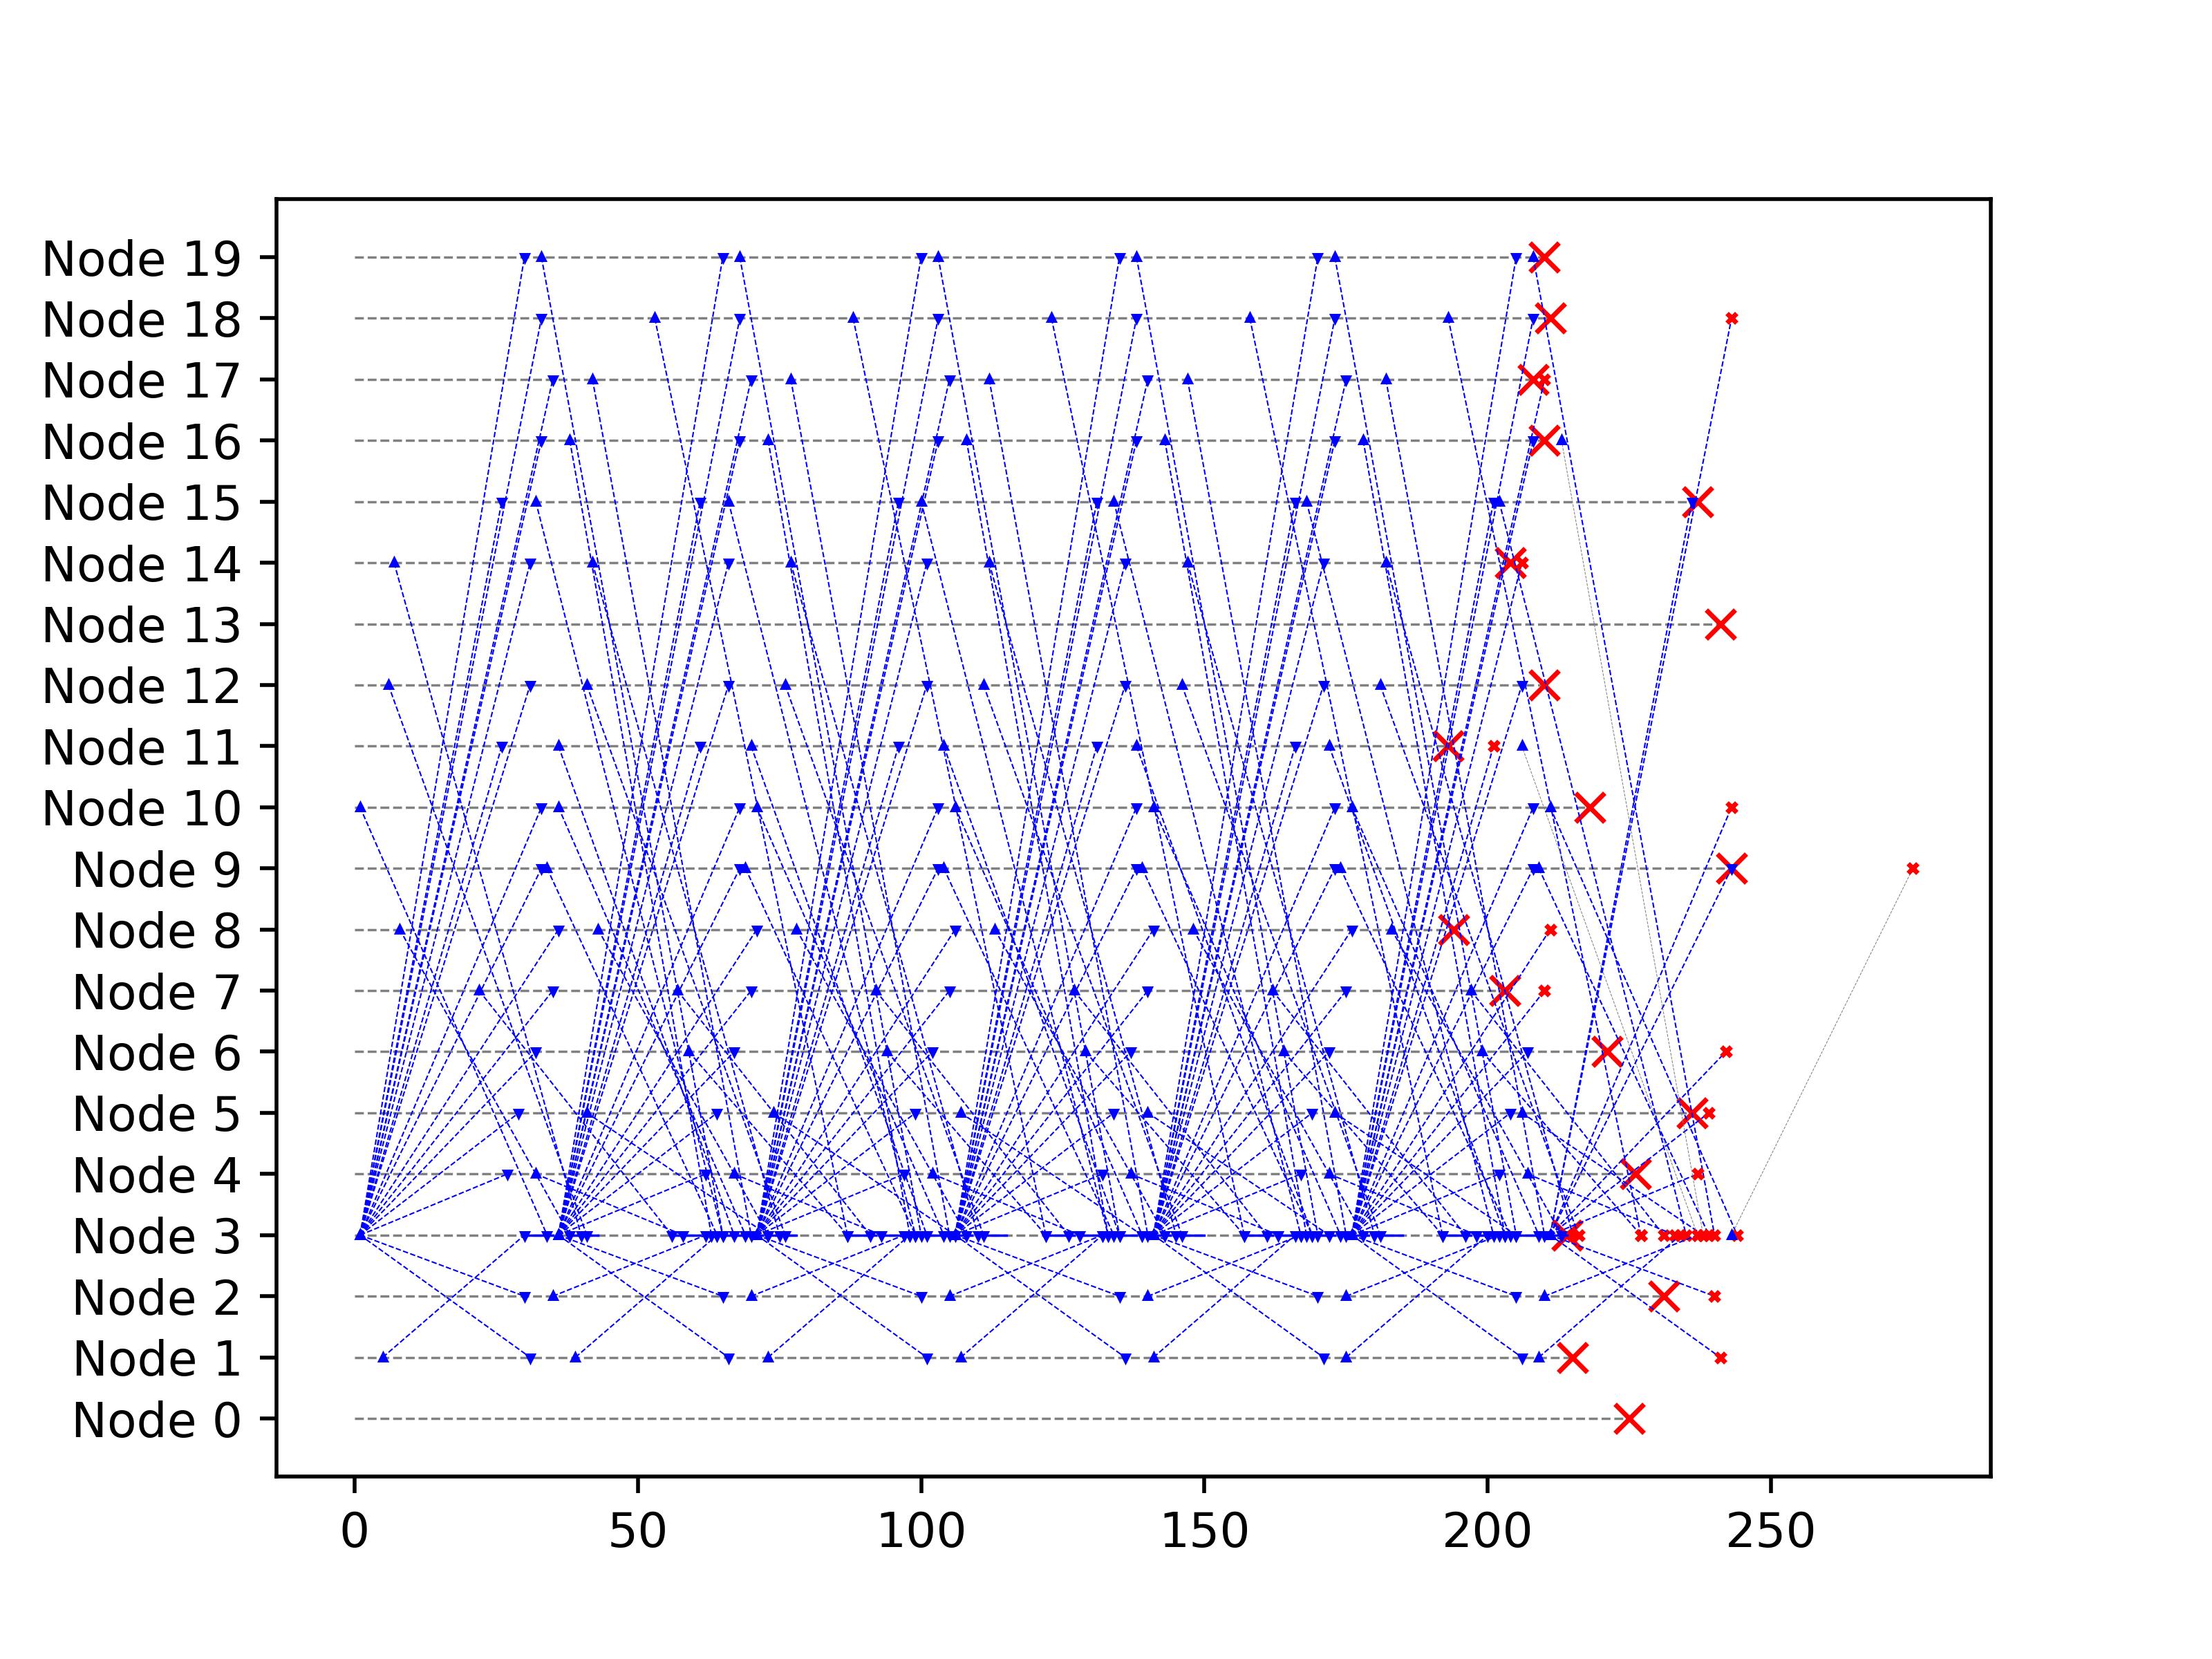 Node 19
Node 18
Node 17
Node 16
Node 15
Node 14
Node 13
Node 12
Node 11
Node 10
Node 9
Node 8
Node 7
Node 6
Node 5
Node 4
Node 3
Node 2
Node 1
Node 0
0 50 100 150 200 250